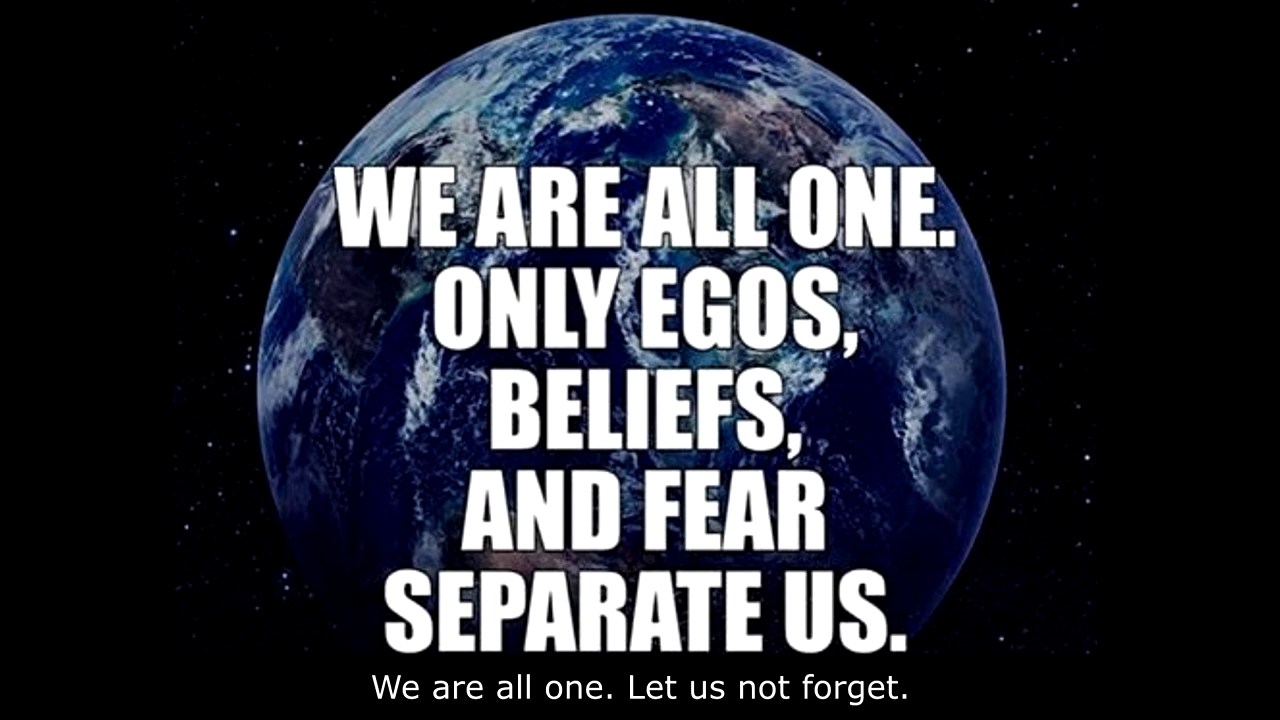 WE ARE ALL ONE.
ONLY EGOS,
BELIEFS,
AND FEAR
SEPARATE US.
We are all one. Let us not forget.